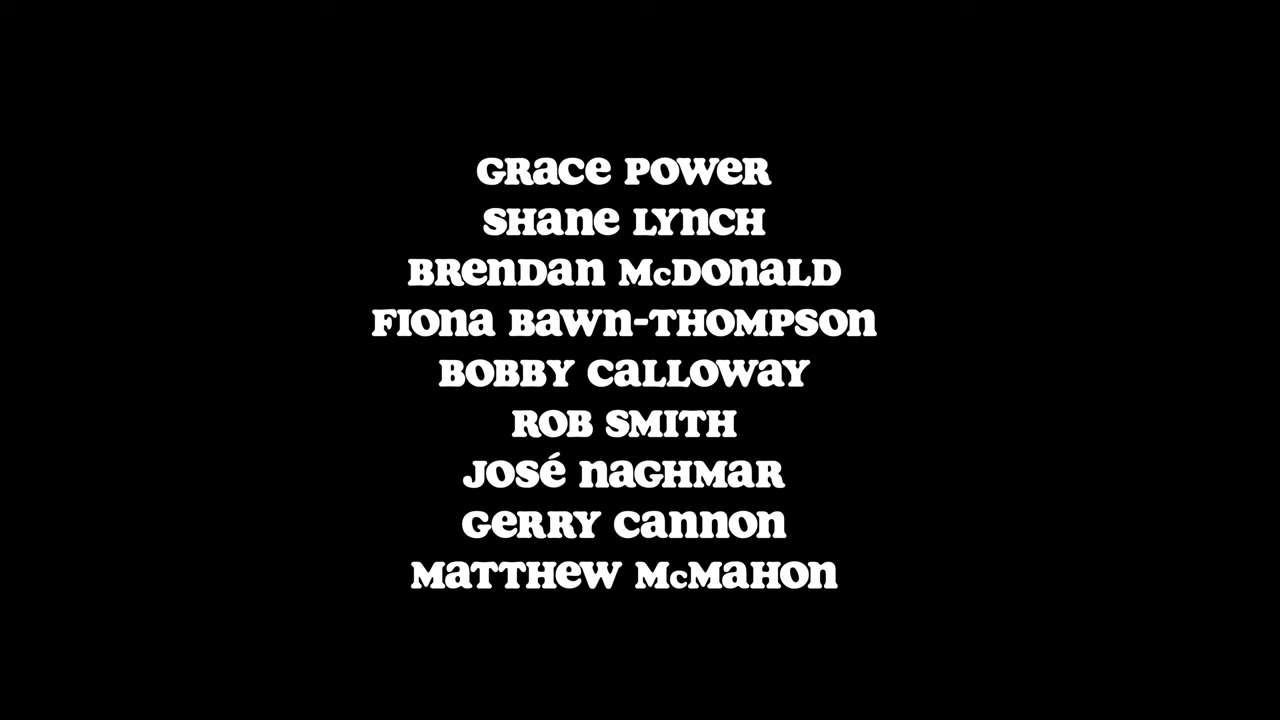 GRACE POWER
SHANE LYNCH
BRENDAN McDONALD
FIONA BAWN-THOMPSON
BOBBY CALLOWAY
ROB SMITH
JOSÉ NAGHMAR
GERRY CANNON
MATTHEW McMAHON